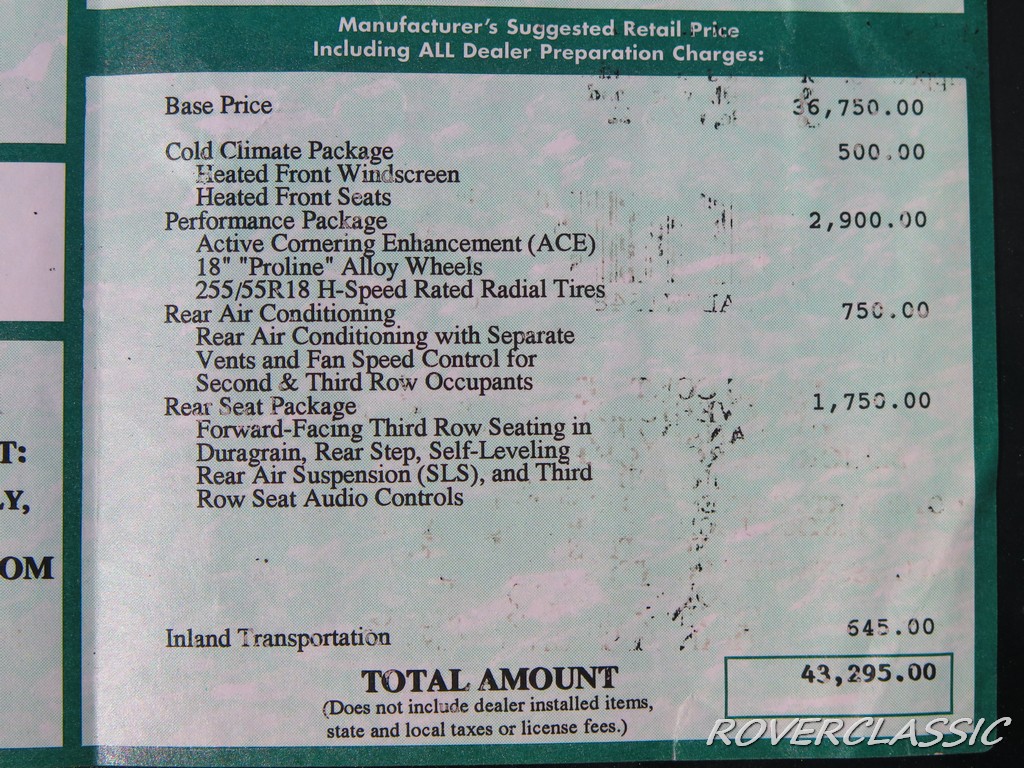 Manufacturer's Suggested Retail Price
Including ALL Dealer Preparation Charges:
Base Price 36,750.00
Cold Climate Package 500.00
Heated Front Windscreen
Heated Front Seats
Performance Package 2,900.00
Active Cornering Enhancement (ACE)
18" "Proline" Alloy Wheels
255/55R18 H-Speed Rated Radial Tires
Rear Air Conditioning 750.00
Rear Air Conditioning with Separate
Vents and Fan Speed Control for
Second & Third Row Occupants
Rear Seat Package 1,750.00
Forward-Facing Third Row Seating in
Duragrain, Rear Step, Self-Leveling
Rear Air Suspension (SLS), and Third
Row Seat Audio Controls
T:
LY,
OM
Inland Transportation 645.00
TOTAL AMOUNT 43,295.00
(Does not include dealer installed items,
state and local taxes or license fees.)
ROVERCLASSIC